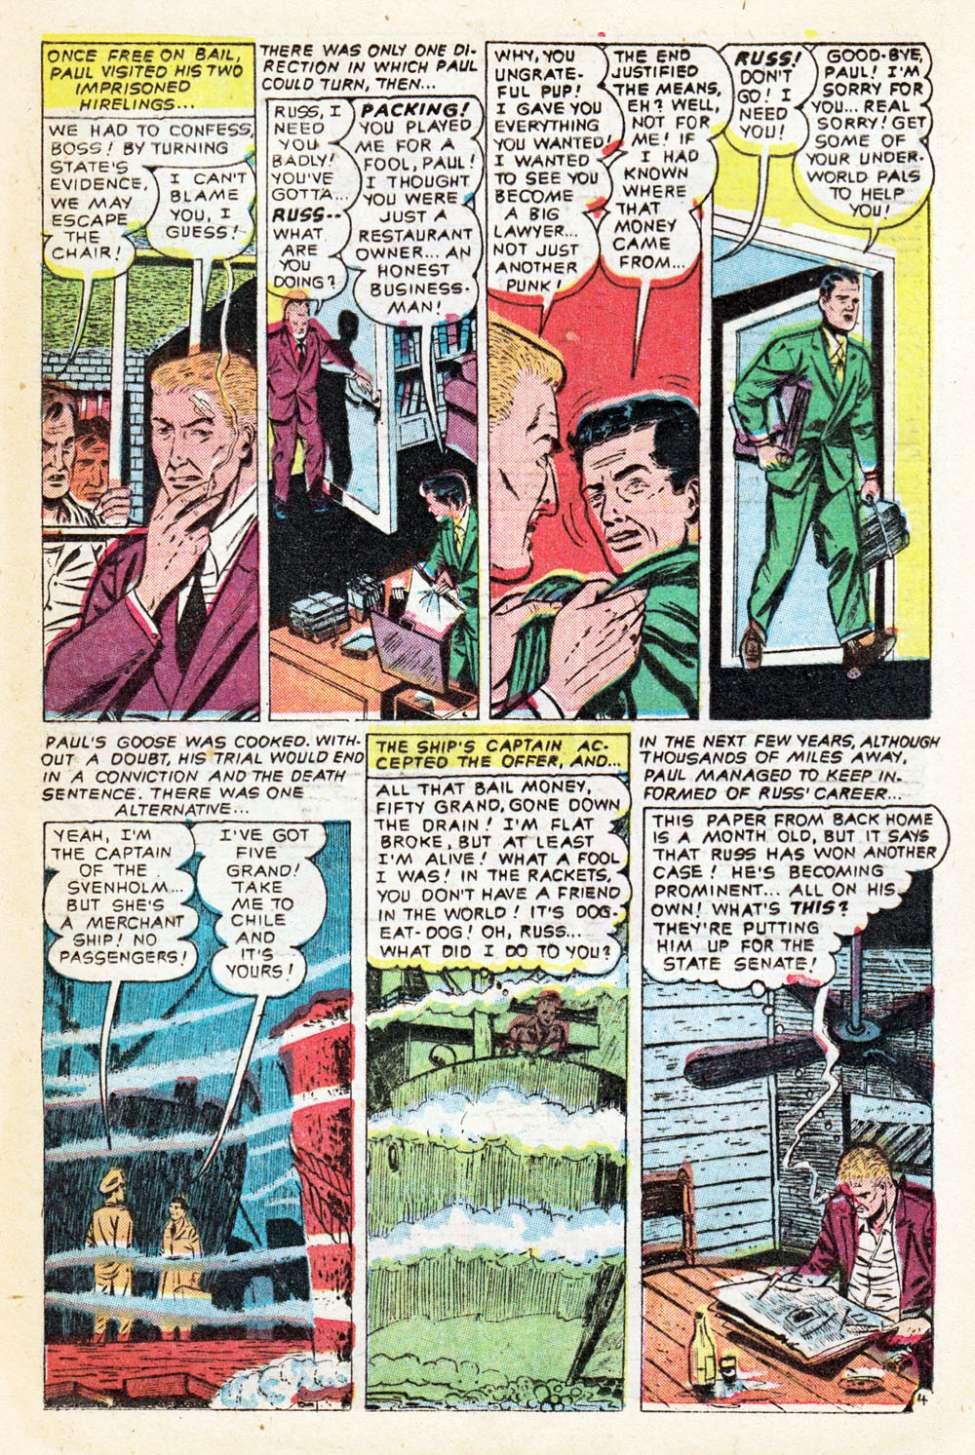 ONCE FREE ON BAIL,
PAUL VISITED HIS TWO
IMPRISONED
HIRELINGS...
WE HAD TO CONFESS,
BOSS! BY TURNING
STATE'S
EVIDENCE,
WE MAY
ESCAPE
THE
CHAIR!
I CAN'T
BLAME
YOU, I
GUESS!
THERE WAS ONLY ONE DI-
RECTION IN WHICH PAUL
COULD TURN, THEN...
RUSS, I
NEED
YOU
BADLY!
YOU'VE
GOTTA...
RUSS--
WHAT
ARE
YOU
DOING?
PACKING!
YOU PLAYED
ME FOR A
FOOL, PAUL!
I THOUGHT
YOU WERE
JUST A
RESTAURANT
OWNER... AN
HONEST
BUSINESS-
MAN!
WHY, YOU
UNGRATE-
FUL PUP!
I GAVE YOU
EVERYTHING
YOU WANTED!
I WANTED
TO SEE YOU
BECOME
A BIG
LAWYER...
NOT JUST
ANOTHER
PUNK!
THE END
JUSTIFIED
THE MEANS,
EH? WELL,
NOT FOR
ME! IF
I HAD
KNOWN
WHERE
THAT
MONEY
CAME
FROM...
RUSS!
DON'T
GO! I
NEED
YOU!
GOOD-BYE,
PAUL! I'M
SORRY FOR
YOU... REAL
SORRY! GET
SOME OF
YOUR UNDER-
WORLD PALS
TO HELP
YOU!
PAUL'S GOOSE WAS COOKED. WITH-
OUT A DOUBT, HIS TRIAL WOULD END
IN A CONVICTION AND THE DEATH
SENTENCE. THERE WAS ONE
ALTERNATIVE...
YEAH, I'M
THE CAPTAIN
OF THE
SVENHOLM...
BUT SHE'S
A MERCHANT
SHIP! NO
PASSENGERS!
I'VE GOT
FIVE
GRAND!
TAKE
ME TO
CHILE
AND
IT'S
YOURS!
THE SHIP'S CAPTAIN AC-
CEPTED THE OFFER, AND...
ALL THAT BAIL MONEY,
FIFTY GRAND, GONE DOWN
THE DRAIN! I'M FLAT
BROKE, BUT AT LEAST
I'M ALIVE! WHAT A FOOL
I WAS! IN THE RACKETS,
YOU DON'T HAVE A FRIEND
IN THE WORLD! IT'S DOG-
EAT-DOG! OH, RUSS...
WHAT DID I DO TO YOU?
IN THE NEXT FEW YEARS, ALTHOUGH
THOUSANDS OF MILES AWAY,
PAUL MANAGED TO KEEP IN-
FORMED OF RUSS' CAREER...
THIS PAPER FROM BACK HOME
IS A MONTH OLD, BUT IT SAYS
THAT RUSS HAS WON ANOTHER
CASE! HE'S BECOMING
PROMINENT... ALL ON HIS
OWN! WHAT'S THIS?
THEY'RE PUTTING
HIM UP FOR THE
STATE SENATE!
4